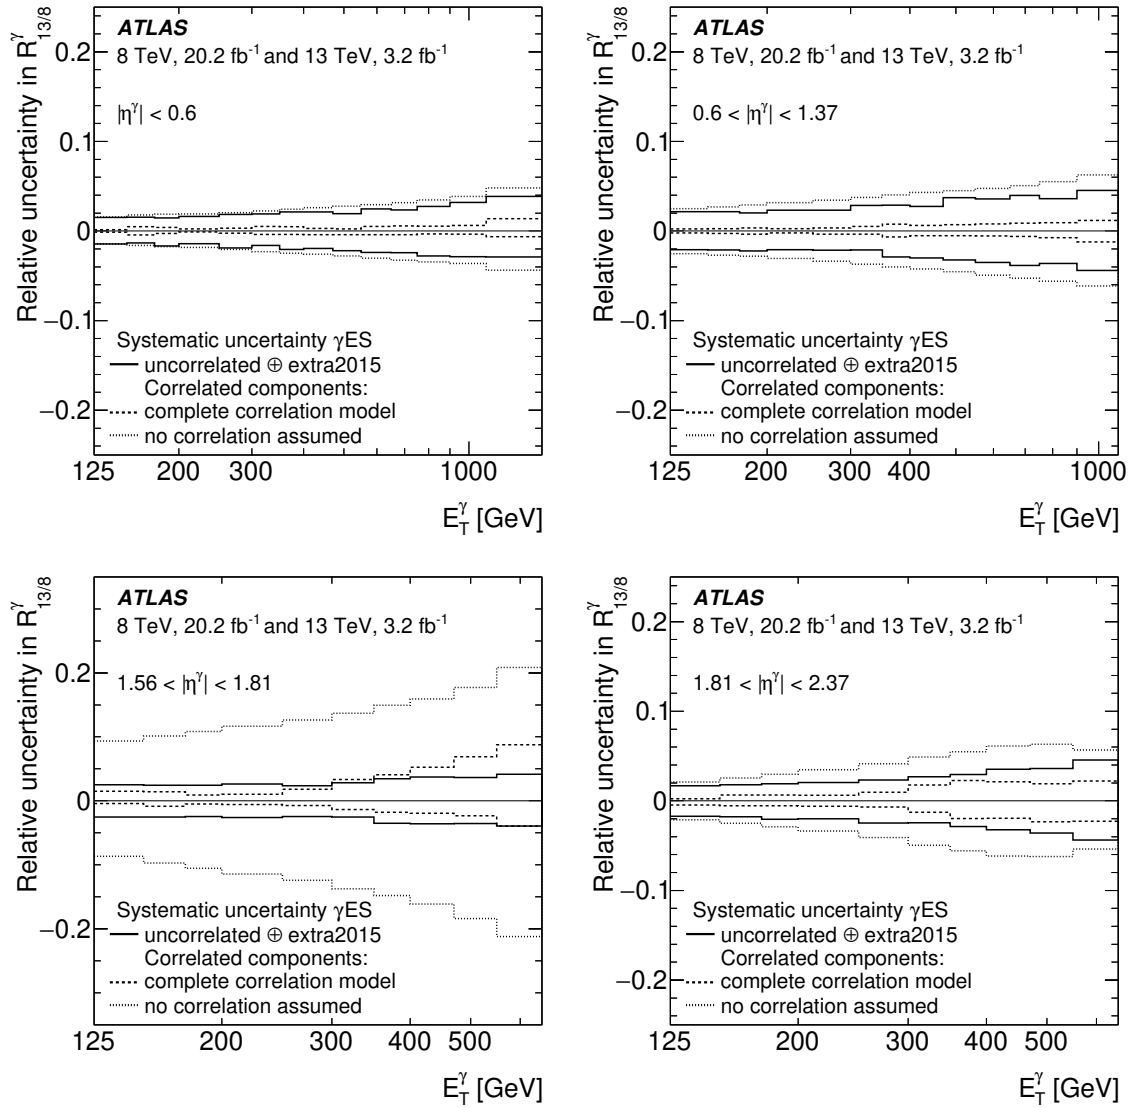 Relative uncertainty in R^γ_13/8
ATLAS
8 TeV, 20.2 fb⁻¹ and 13 TeV, 3.2 fb⁻¹
|η^γ| < 0.6
0.2
0.1
0
−0.1
−0.2
Systematic uncertainty γES
uncorrelated ⊕ extra2015
Correlated components:
complete correlation model
no correlation assumed
125 200 300 1000
E_T^γ [GeV]
Relative uncertainty in R^γ_13/8
ATLAS
8 TeV, 20.2 fb⁻¹ and 13 TeV, 3.2 fb⁻¹
0.6 < |η^γ| < 1.37
0.2
0.1
0
−0.1
−0.2
Systematic uncertainty γES
uncorrelated ⊕ extra2015
Correlated components:
complete correlation model
no correlation assumed
125 200 300 400 1000
E_T^γ [GeV]
Relative uncertainty in R^γ_13/8
ATLAS
8 TeV, 20.2 fb⁻¹ and 13 TeV, 3.2 fb⁻¹
1.56 < |η^γ| < 1.81
0.2
0
−0.2
Systematic uncertainty γES
uncorrelated ⊕ extra2015
Correlated components:
complete correlation model
no correlation assumed
125 200 300 400 500
E_T^γ [GeV]
Relative uncertainty in R^γ_13/8
ATLAS
8 TeV, 20.2 fb⁻¹ and 13 TeV, 3.2 fb⁻¹
1.81 < |η^γ| < 2.37
0.2
0.1
0
−0.1
−0.2
Systematic uncertainty γES
uncorrelated ⊕ extra2015
Correlated components:
complete correlation model
no correlation assumed
125 200 300 400 500
E_T^γ [GeV]